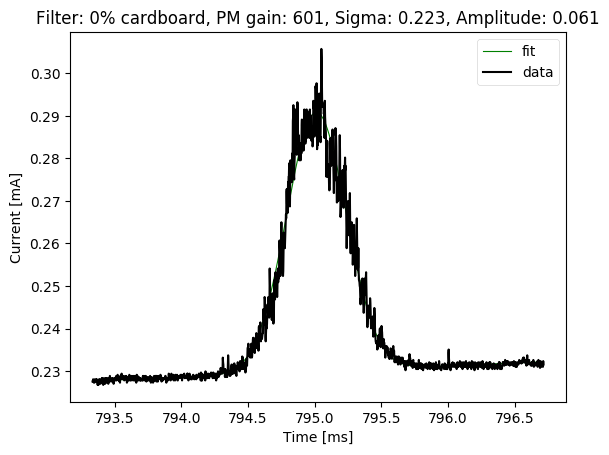 Filter: 0% cardboard, PM gain: 601, Sigma: 0.223, Amplitude: 0.061
fit
data
0.30
0.29
0.28
0.27
0.26
0.25
0.24
0.23
Current [mA]
793.5 794.0 794.5 795.0 795.5 796.0 796.5
Time [ms]